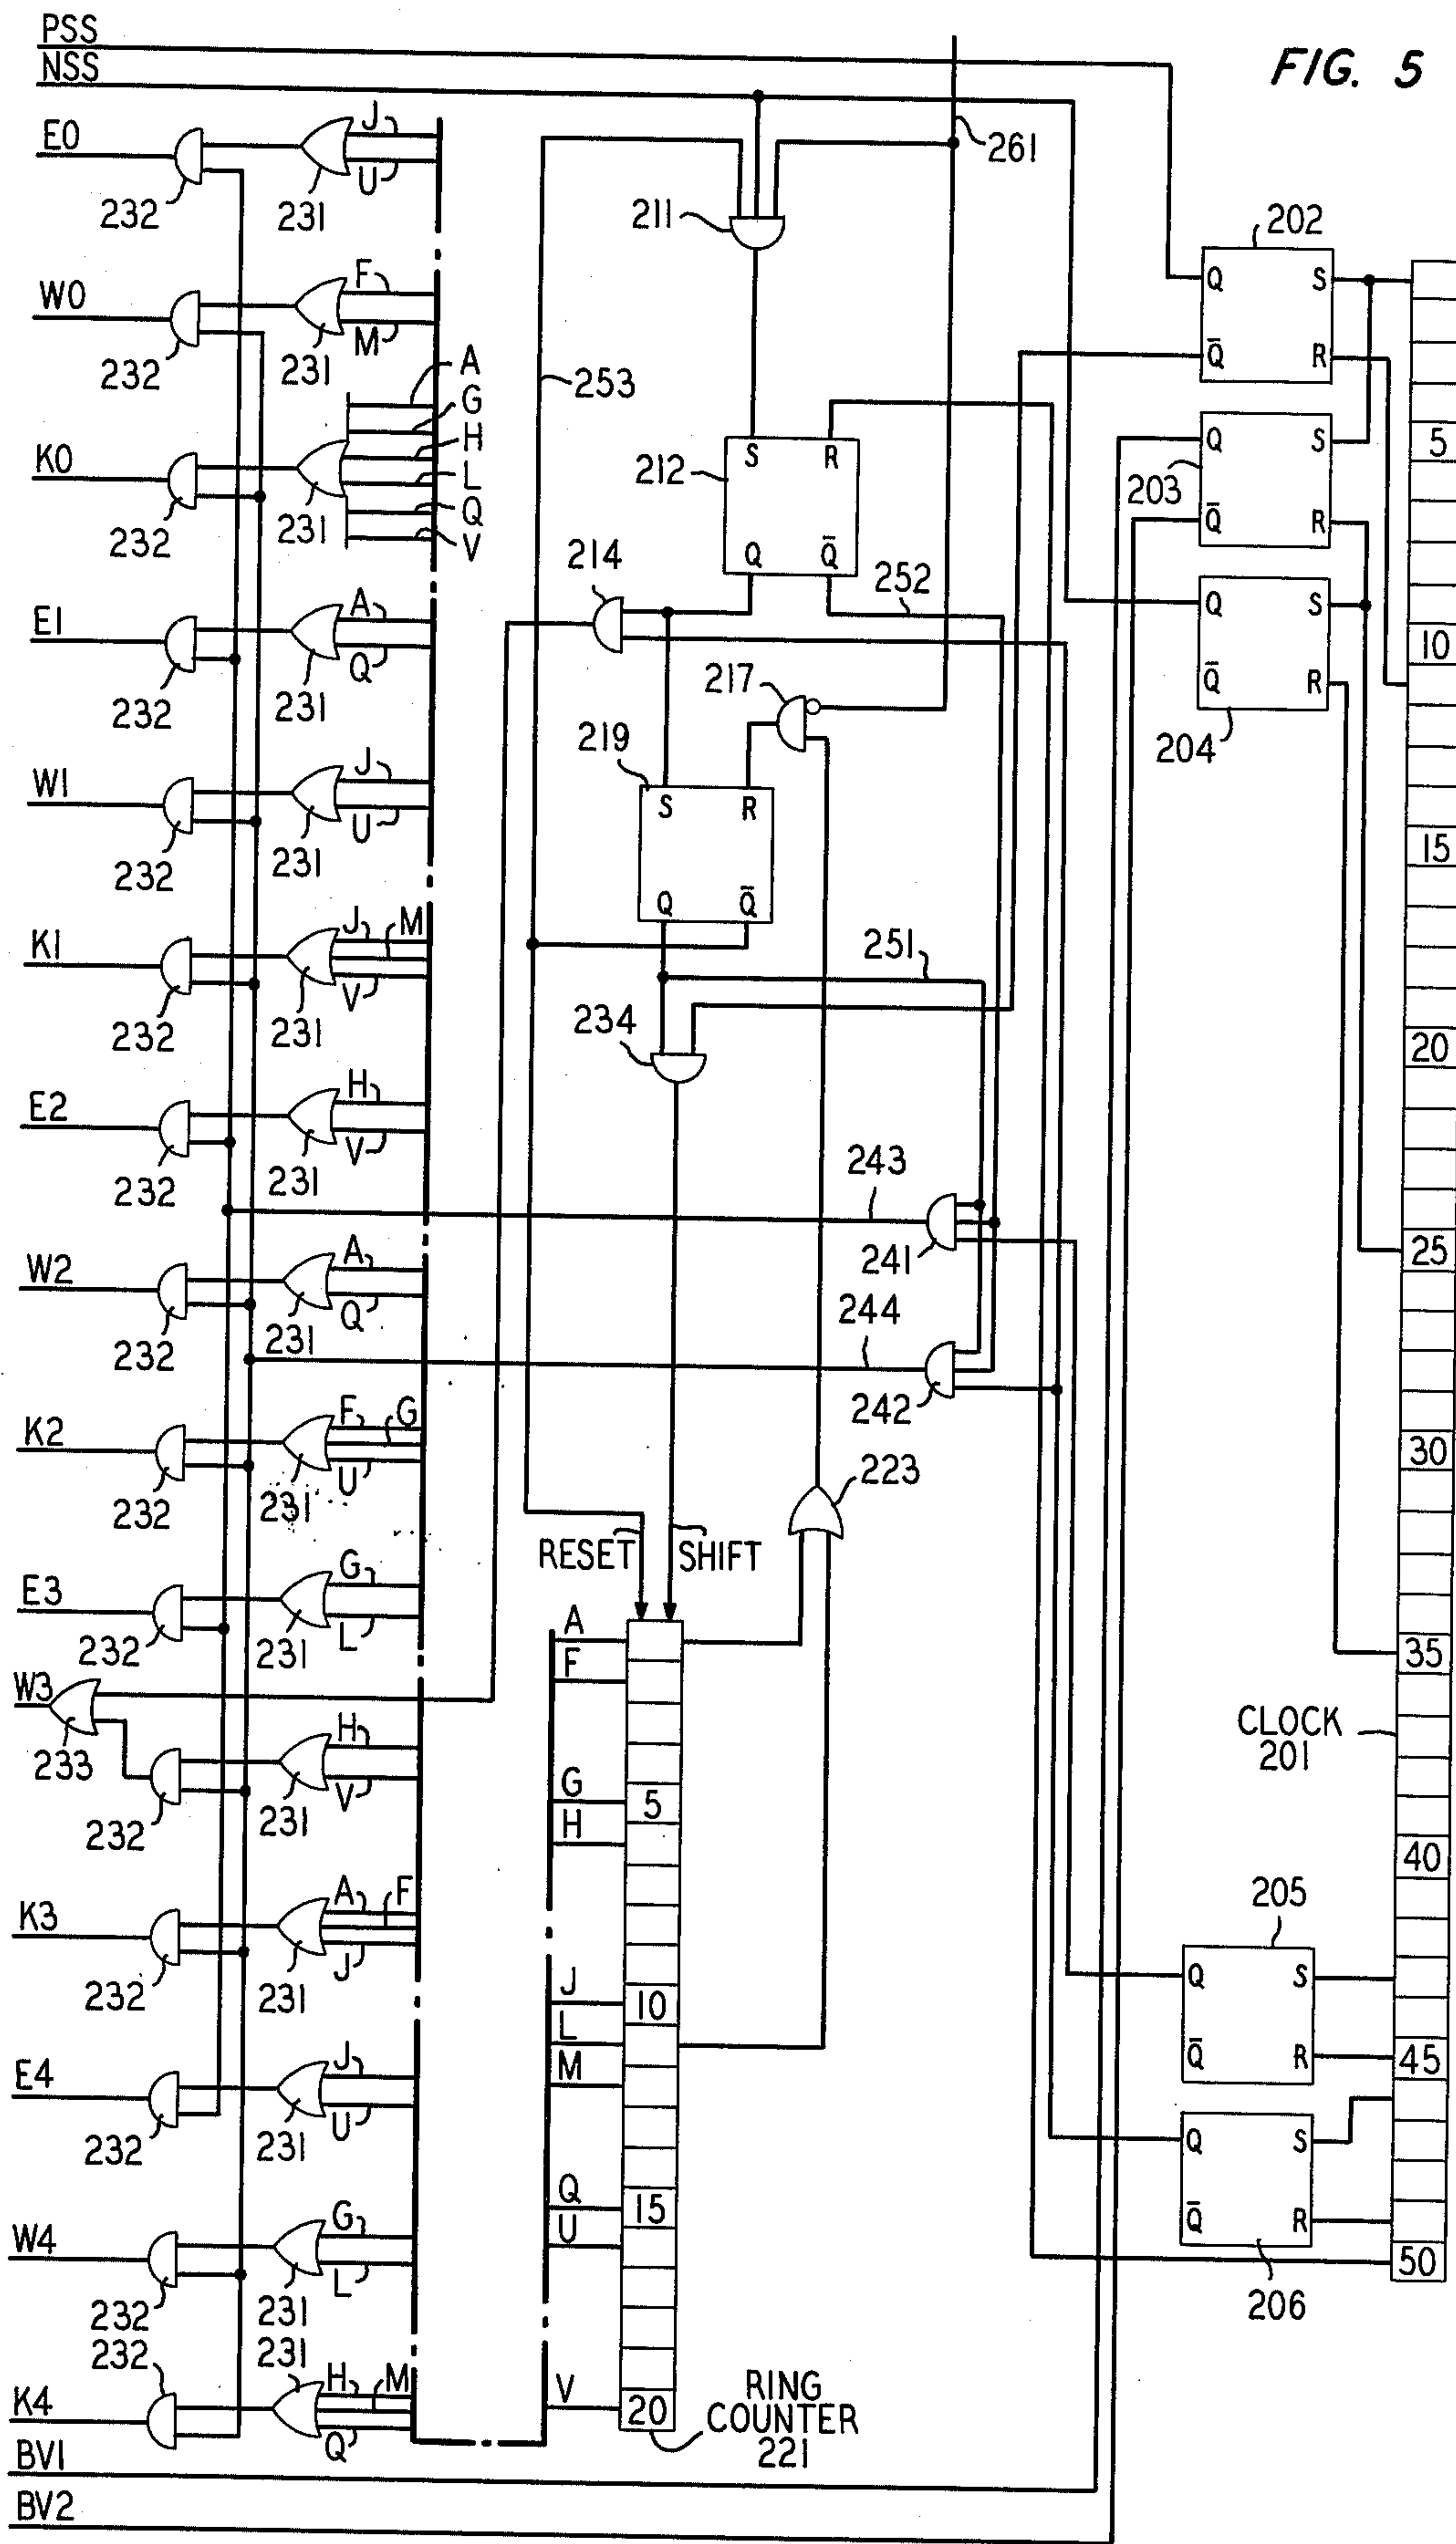 PSS
NSS
FIG. 5
E0
232
231
J
U
W0
232
231
F
M
K0
232
231
A
G
H
L
Q
V
E1
232
231
A
Q
W1
232
231
J
U
K1
232
231
J
M
V
E2
232
231
H
V
W2
232
231
A
Q
K2
232
231
F
G
U
E3
232
231
G
L
W3
233
232
231
H
V
K3
232
231
A
F
J
E4
232
231
J
U
W4
232
231
G
L
K4
232
231
H
M
Q
BV1
BV2
211
253
261
212
S
R
Q
Q̅
252
214
217
219
S
R
Q
Q̅
251
234
243
241
244
242
223
RESET
SHIFT
A
F
G
H
J
L
M
Q
U
V
5
10
15
20
RING
COUNTER
221
202
Q
S
Q̅
R
203
Q
S
Q̅
R
204
Q
S
Q̅
R
205
Q
S
Q̅
R
206
Q
S
Q̅
R
5
10
15
20
25
30
35
40
45
50
CLOCK
201